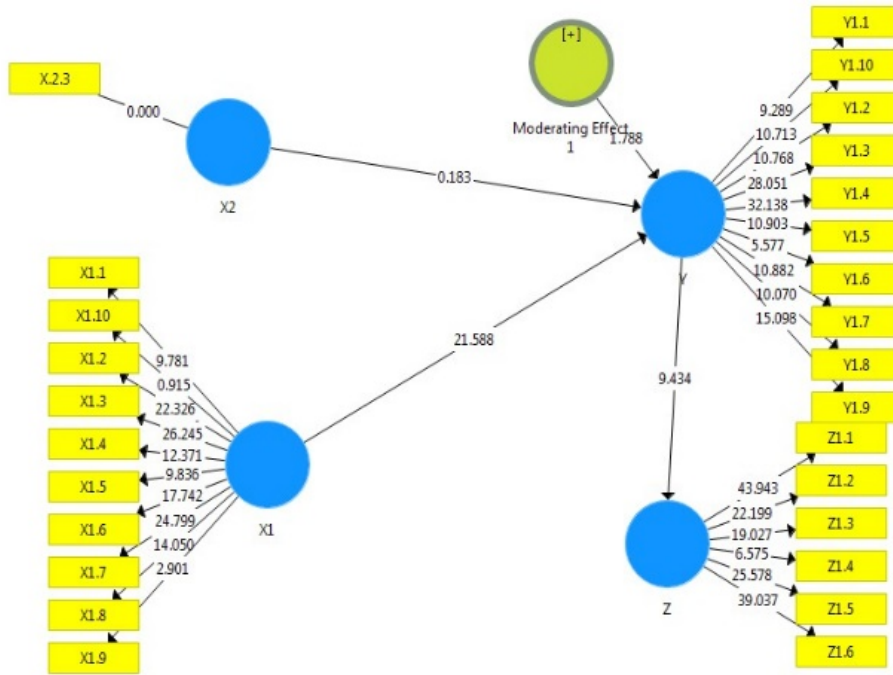 [+]
Moderating Effect
1
1.788
X.2.3
0.000
X2
0.183
Y1.1
Y1.10
Y1.2
Y1.3
Y1.4
Y1.5
Y1.6
Y1.7
Y1.8
Y1.9
9.289
10.713
10.768
28.051
32.138
10.903
5.577
10.882
10.070
15.098
Y
X1.1
X1.10
X1.2
X1.3
X1.4
X1.5
X1.6
X1.7
X1.8
X1.9
9.781
0.915
22.326
26.245
12.371
9.836
17.742
24.799
14.050
2.901
X1
21.588
9.434
Z1.1
Z1.2
Z1.3
Z1.4
Z1.5
Z1.6
43.943
22.199
19.027
6.575
25.578
39.037
Z